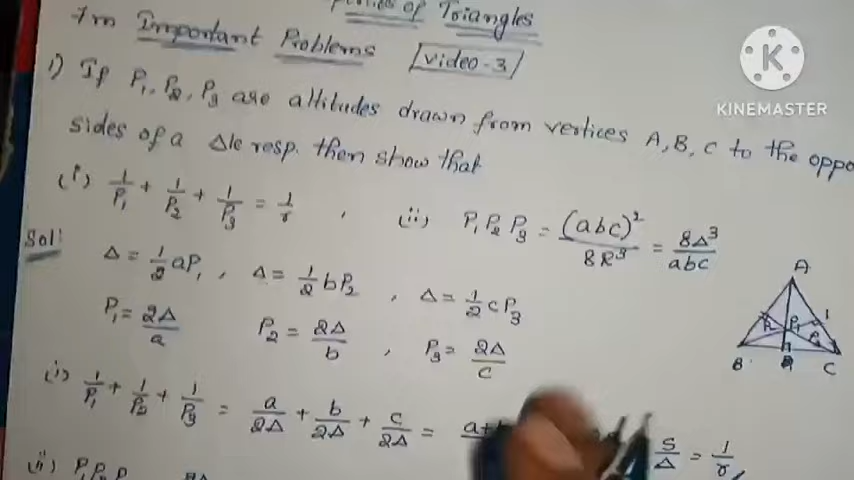 of Triangles
7m Important Problems [video-3]
KINEMASTER
1) If P₁, P₂, P₃ are altitudes drawn from vertices A, B, C to the
sides of a Δle resp. then show that
(i) 1/P₁ + 1/P₂ + 1/P₃ = 1/r , (ii) P₁P₂P₃ = (abc)²/8R³ = 8Δ³/abc
Sol:
Δ = 1/2 aP₁ , Δ = 1/2 bP₂ , Δ = 1/2 cP₃
P₁ = 2Δ/a P₂ = 2Δ/b , P₃ = 2Δ/c
A
B C
(i) 1/P₁ + 1/P₂ + 1/P₃ = a/2Δ + b/2Δ + c/2Δ = S/Δ = 1/r
(ii) P₁P₂P